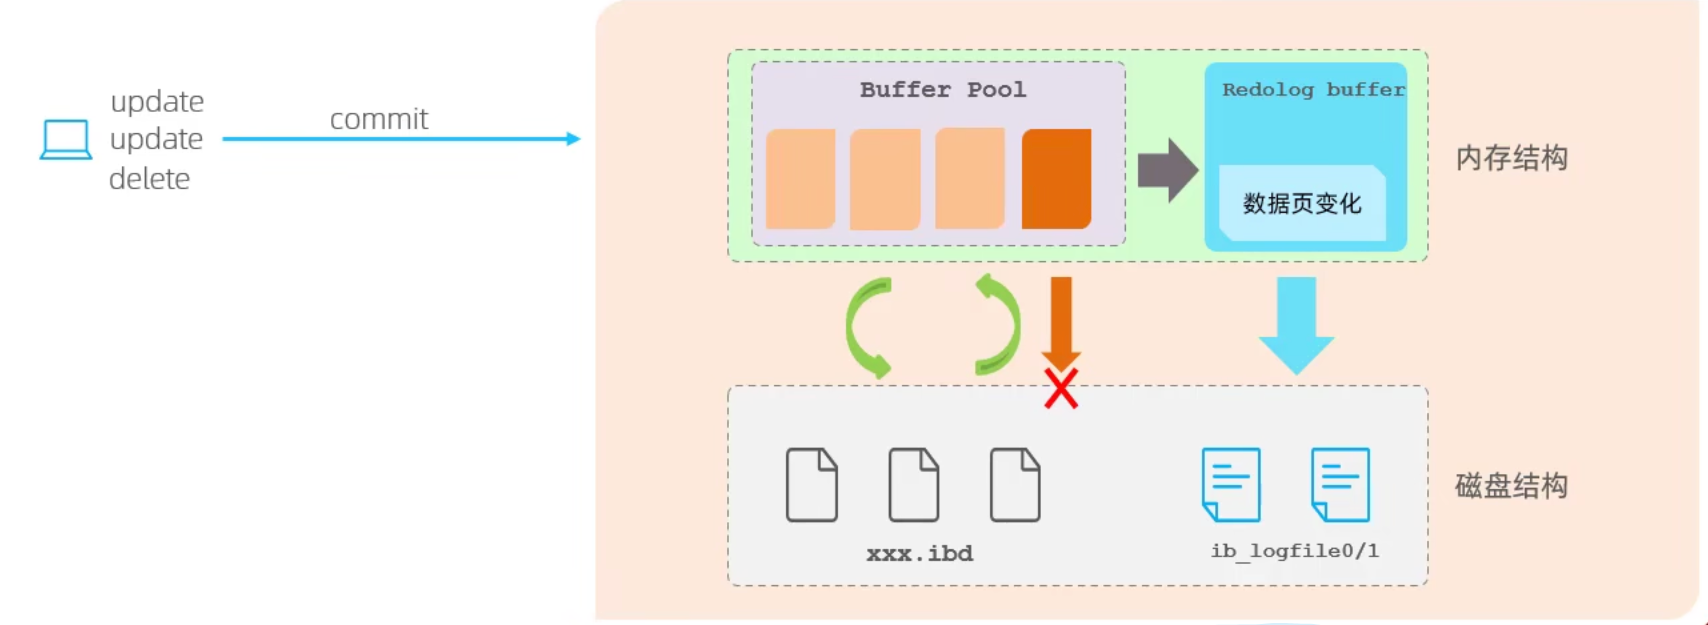 update
update
delete
commit
Buffer Pool
Redolog buffer
数据页变化
内存结构
xxx.ibd
ib_logfile0/1
磁盘结构